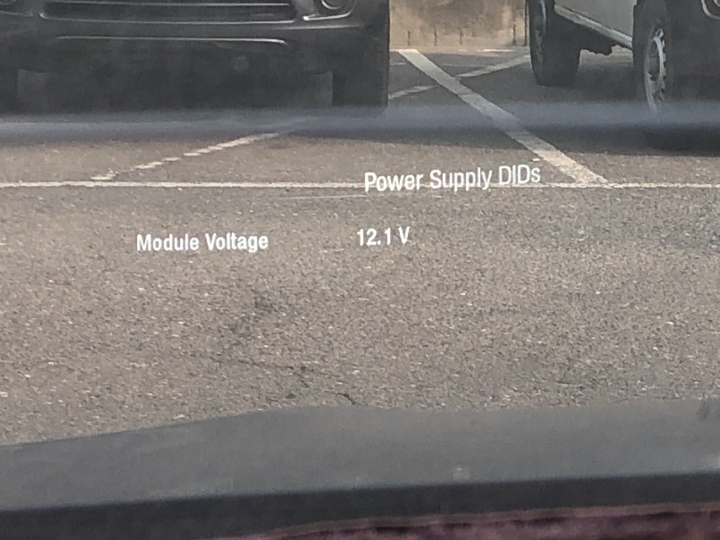 Power Supply DIDs
Module Voltage 12.1 V